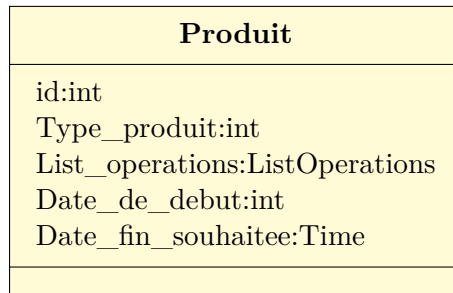 Produit
id:int
Type_produit:int
List_operations:ListOperations
Date_de_debut:int
Date_fin_souhaitee:Time